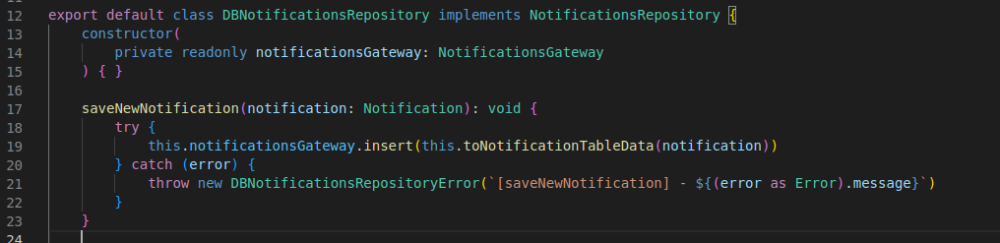 12 export default class DBNotificationsRepository implements NotificationsRepository {
13     constructor(
14         private readonly notificationsGateway: NotificationsGateway
15     ) { }
16
17     saveNewNotification(notification: Notification): void {
18         try {
19             this.notificationsGateway.insert(this.toNotificationTableData(notification))
20         } catch (error) {
21             throw new DBNotificationsRepositoryError(`[saveNewNotification] - ${(error as Error).message}`)
22         }
23     }
24